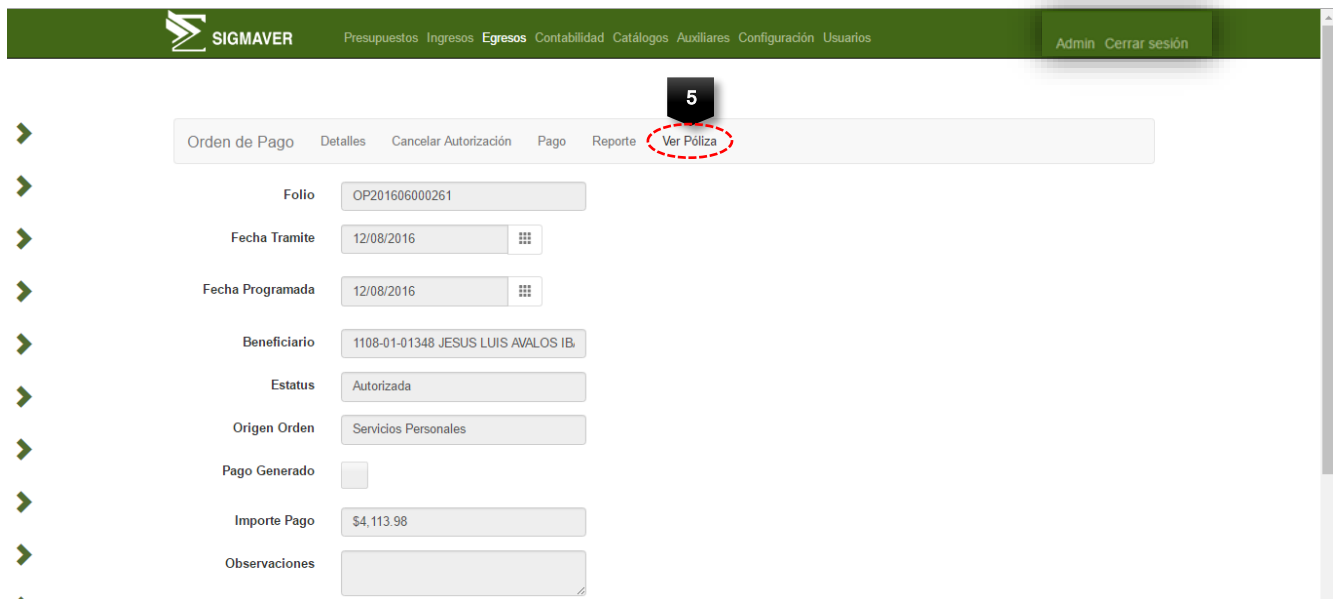 SIGMAVER Presupuestos Ingresos Egresos Contabilidad Catálogos Auxiliares Configuración Usuarios Admin Cerrar sesión
5
Orden de Pago Detalles Cancelar Autorización Pago Reporte Ver Póliza
Folio OP201606000261
Fecha Tramite 12/08/2016
Fecha Programada 12/08/2016
Beneficiario 1108-01-01348 JESUS LUIS AVALOS IB
Estatus Autorizada
Origen Orden Servicios Personales
Pago Generado
Importe Pago $4,113.98
Observaciones